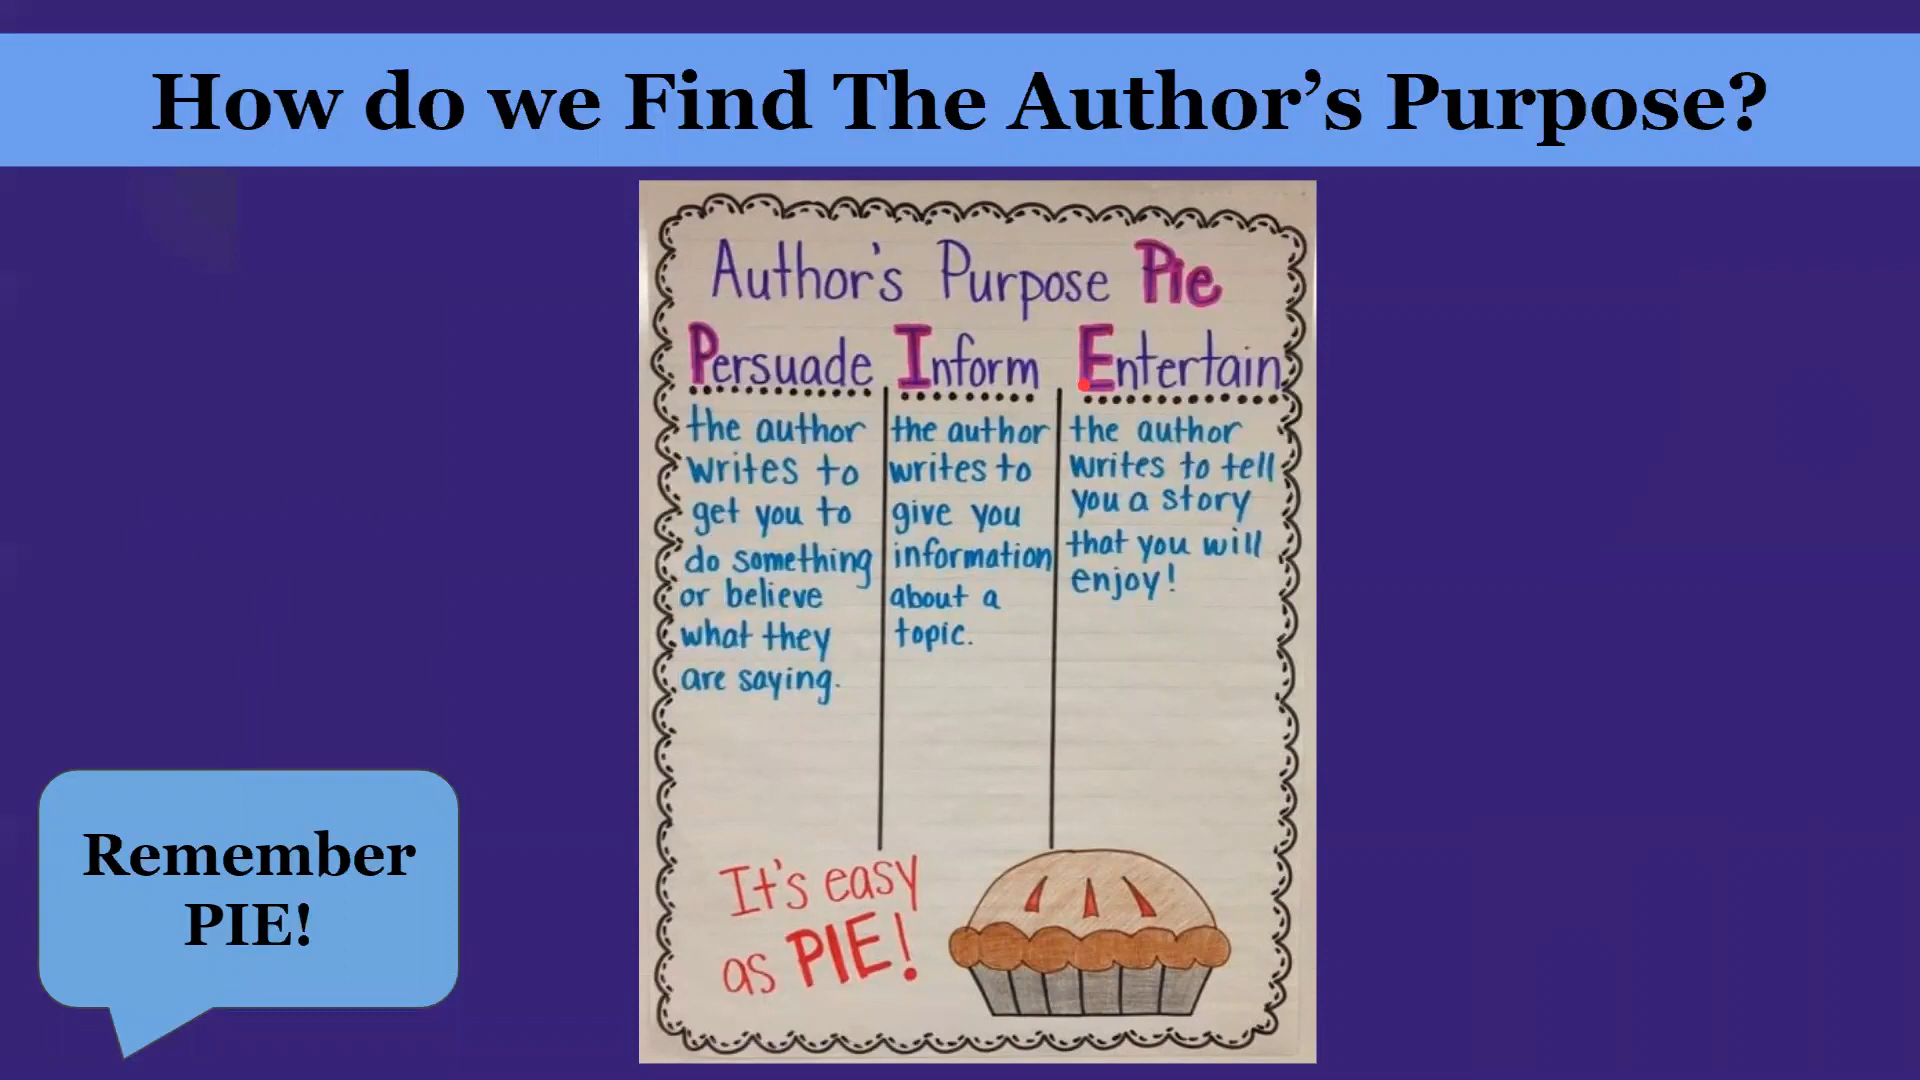 How do we Find The Author's Purpose?
Author's Purpose Pie
Persuade
the author
writes to
get you to
do something
or believe
what they
are saying.
Inform
the author
writes to
give you
information
about a
topic.
Entertain
the author
writes to tell
you a story
that you will
enjoy!
It's easy
as PIE!
Remember
PIE!